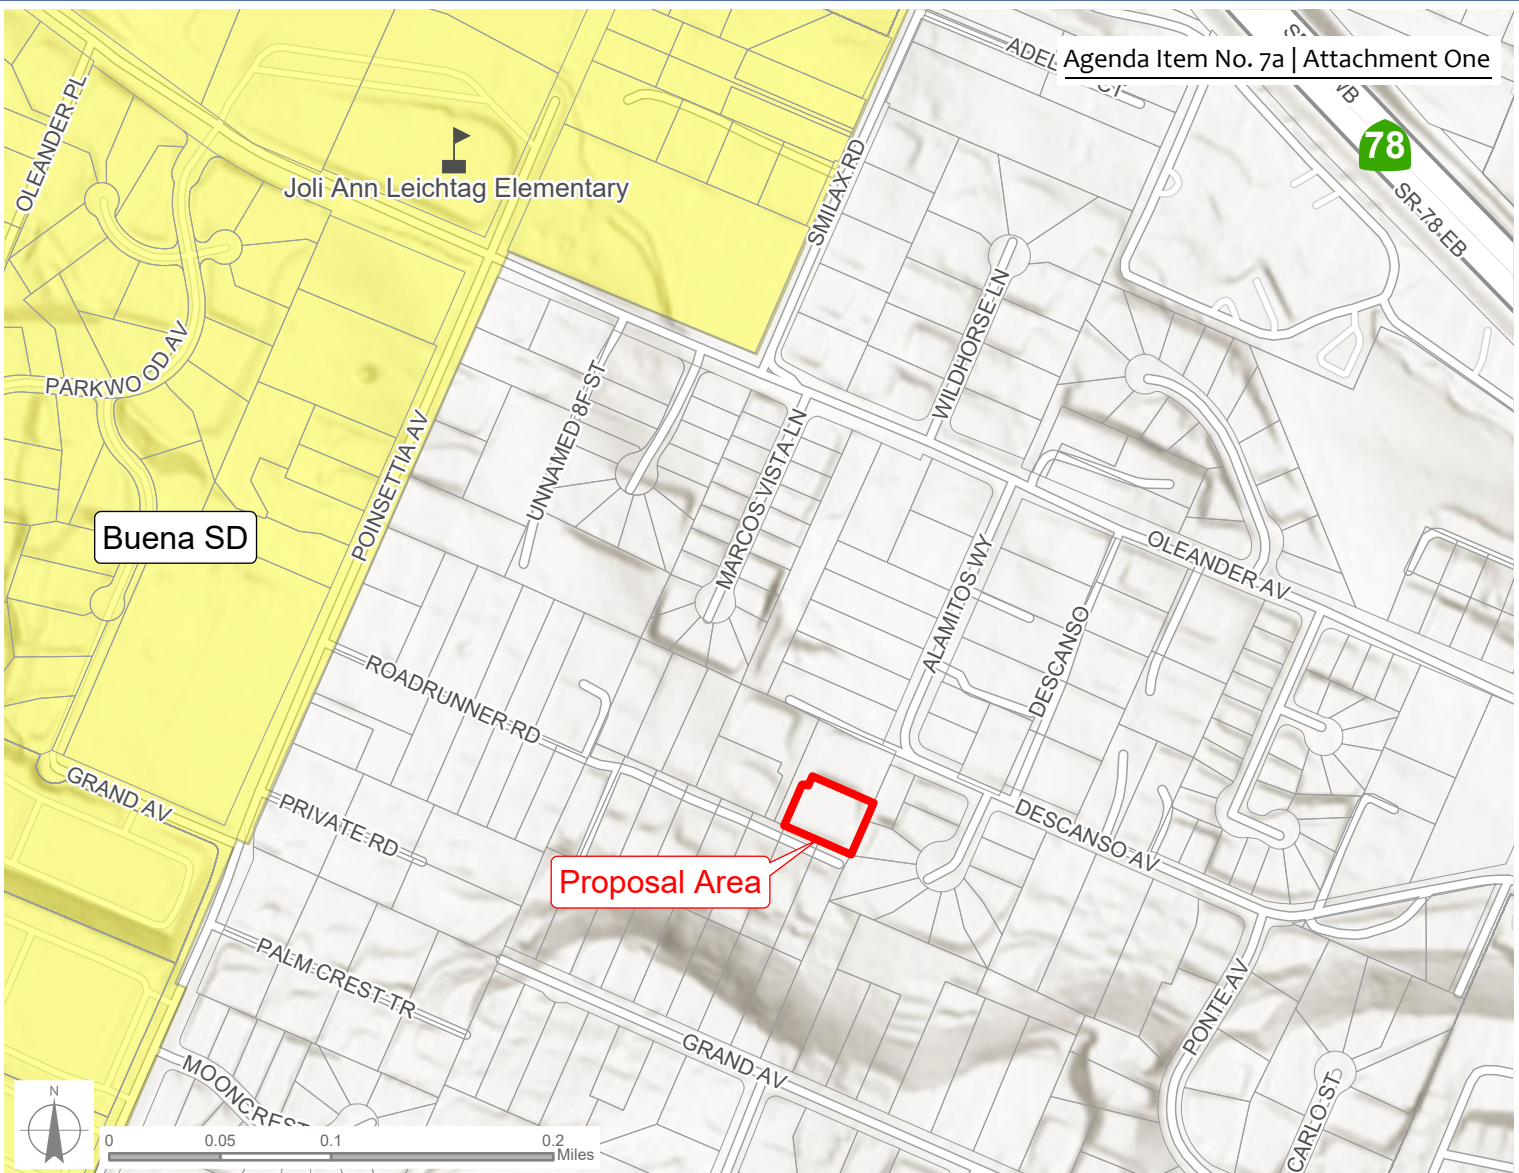 Agenda Item No. 7a | Attachment One
78
SR-78 EB
OLEANDER PL
Joli Ann Leichtag Elementary
SMILAX RD
WILDHORSE LN
PARKWOOD AV
POINSETTIA AV
UNNAMED 8F ST
MARCOS VISTA LN
Buena SD
ALAMITOS WY
OLEANDER AV
DESCANSO
ROADRUNNER RD
GRAND AV
PRIVATE RD
DESCANSO AV
Proposal Area
PALM CREST TR
GRAND AV
PONTE AV
MOONCREST
CARLO ST
N
0 0.05 0.1 0.2
Miles